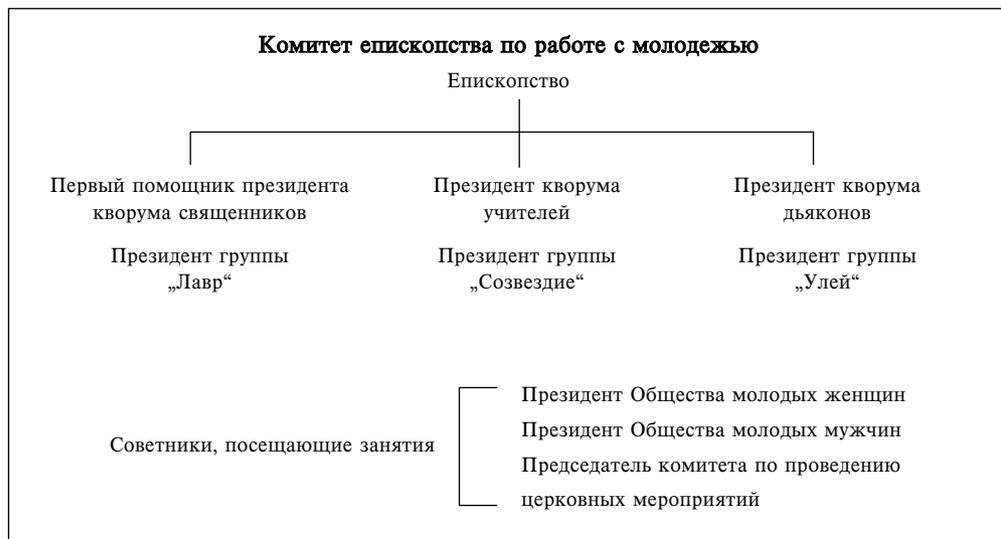 Комитет епископства по работе с молодежью
Епископство
Первый помощник президента
кворума священников
Президент группы
„Лавр“
Президент кворума
учителей
Президент группы
„Созвездие“
Президент кворума
дьяконов
Президент группы
„Улей“
Советники, посещающие занятия
Президент Общества молодых женщин
Президент Общества молодых мужчин
Председатель комитета по проведению
церковных мероприятий